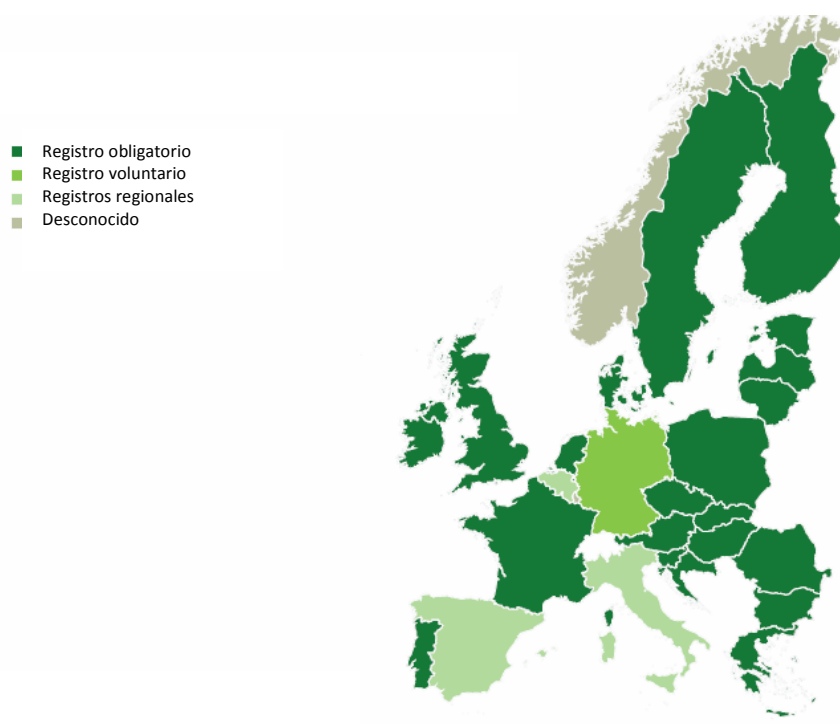 Registro obligatorio
Registro voluntario
Registros regionales
Desconocido